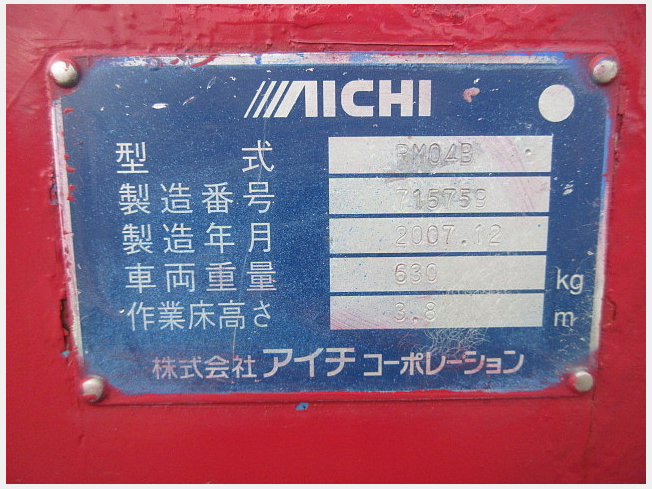 AICHI
型式 RM04B
製造番号 715759
製造年月 2007.12
車両重量 630 kg
作業床高さ 3.8 m
株式会社アイチコーポレーション